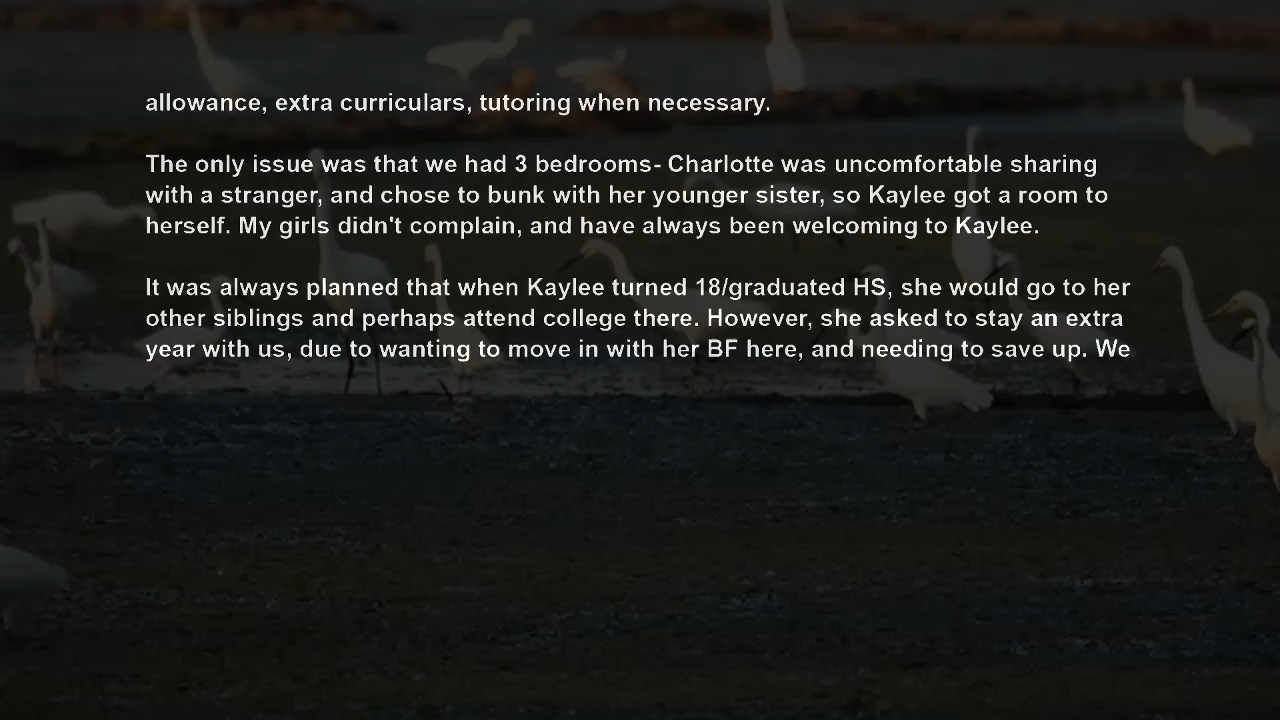 allowance, extra curriculars, tutoring when necessary.
The only issue was that we had 3 bedrooms- Charlotte was uncomfortable sharing
with a stranger, and chose to bunk with her younger sister, so Kaylee got a room to
herself. My girls didn't complain, and have always been welcoming to Kaylee.
It was always planned that when Kaylee turned 18/graduated HS, she would go to her
other siblings and perhaps attend college there. However, she asked to stay an extra
year with us, due to wanting to move in with her BF here, and needing to save up. We